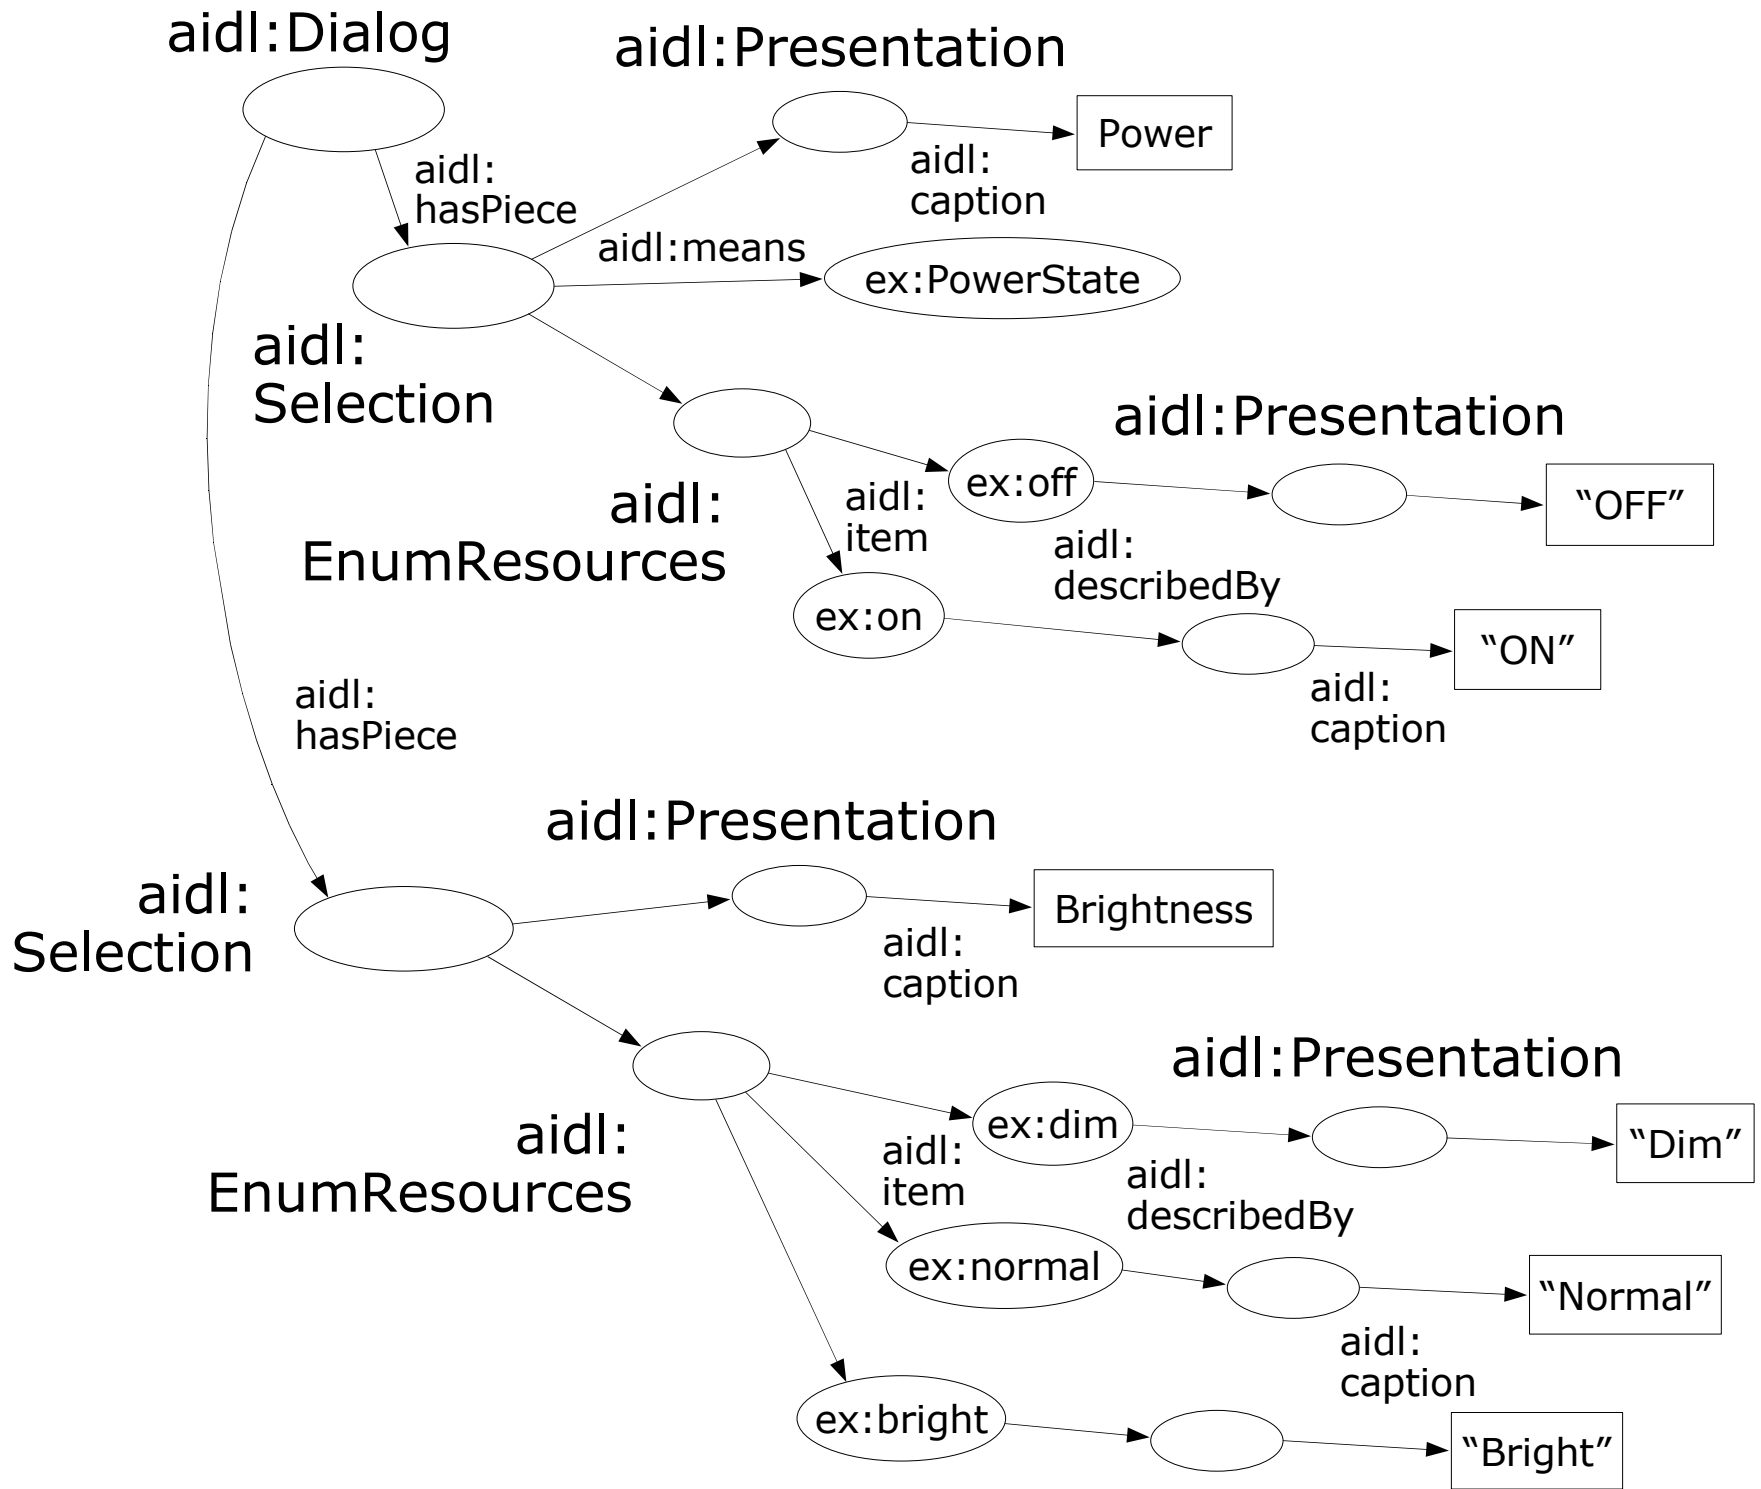 aidl:Dialog
aidl:Presentation
Power
aidl:
hasPiece
aidl:
caption
aidl:means
ex:PowerState
aidl:
Selection
aidl:Presentation
aidl:
EnumResources
ex:off
“OFF”
aidl:
item
aidl:
describedBy
ex:on
“ON”
aidl:
caption
aidl:
hasPiece
aidl:Presentation
aidl:
Selection
Brightness
aidl:
caption
aidl:Presentation
aidl:
EnumResources
ex:dim
“Dim”
aidl:
item
aidl:
describedBy
ex:normal
“Normal”
aidl:
caption
ex:bright
“Bright”